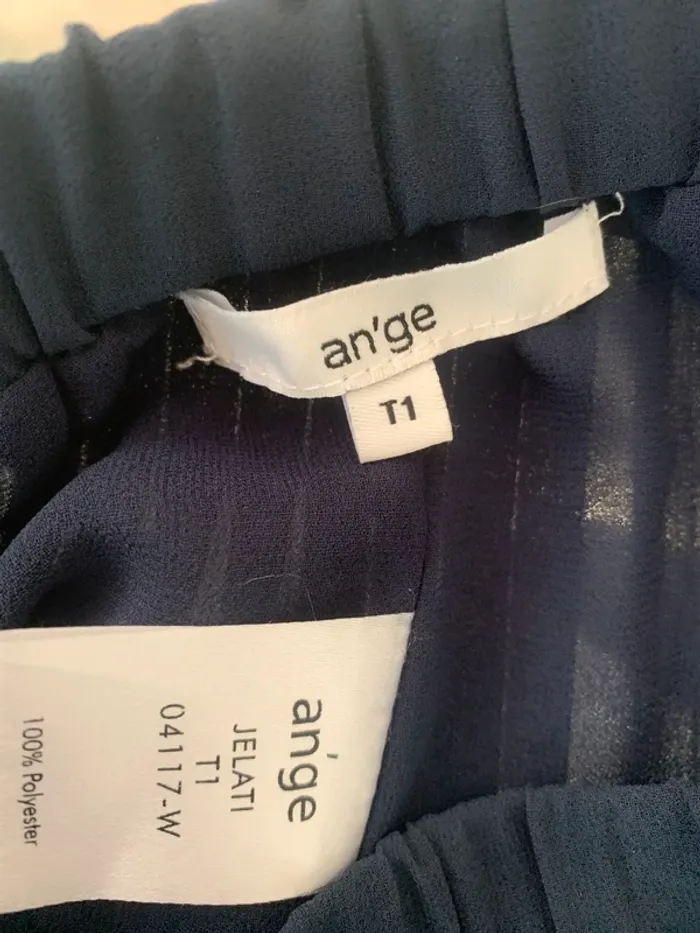 an'ge
T1
an'ge
JELATI
T1
04117-W
100% Polyester